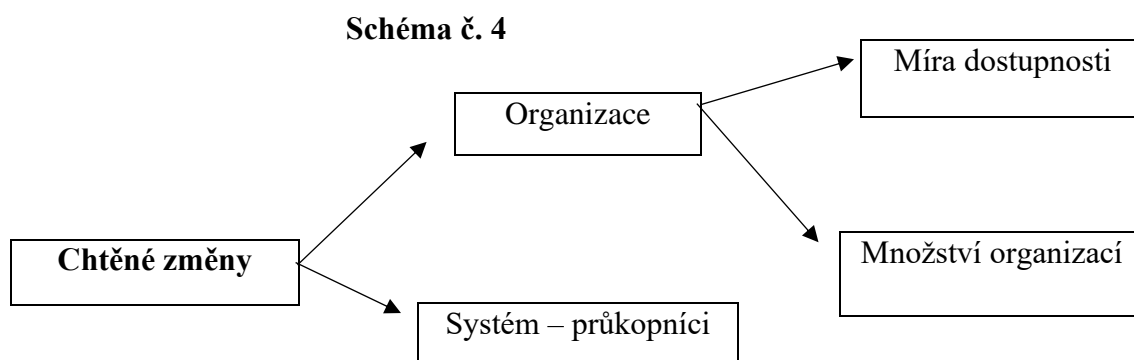 Schéma č. 4
Míra dostupnosti
Organizace
Chtěné změny
Množství organizací
Systém – průkopníci